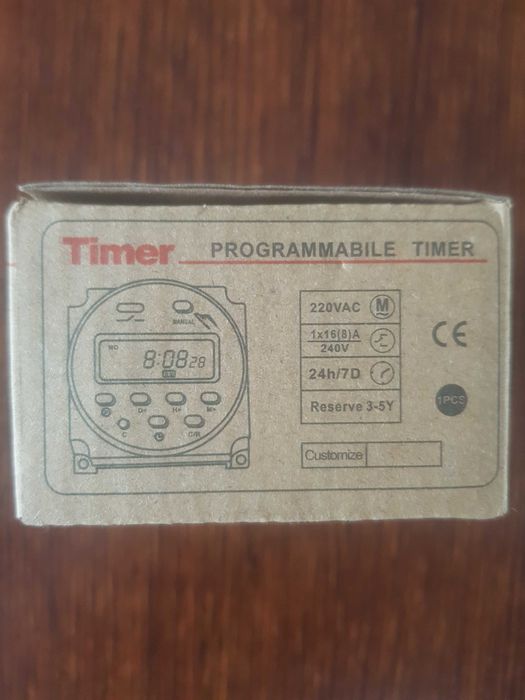 Timer PROGRAMMABILE TIMER
MANUAL
MO
8:08 28
D+ H+ M+
C C/R
220VAC M
1x16(8)A
240V
24h/7D
Reserve 3-5Y
Customize
CE
1PCS